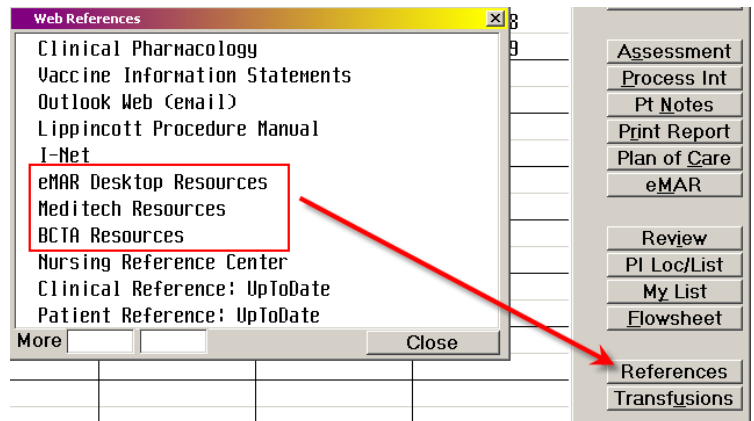 Web References
Clinical Pharmacology
Vaccine Information Statements
Outlook Web (email)
Lippincott Procedure Manual
I-Net
eMAR Desktop Resources
Meditech Resources
BCTA Resources
Nursing Reference Center
Clinical Reference: UpToDate
Patient Reference: UpToDate
More
Close
8
9
Assessment
Process Int
Pt Notes
Print Report
Plan of Care
eMAR
Review
PI Loc/List
My List
Flowsheet
References
Transfusions